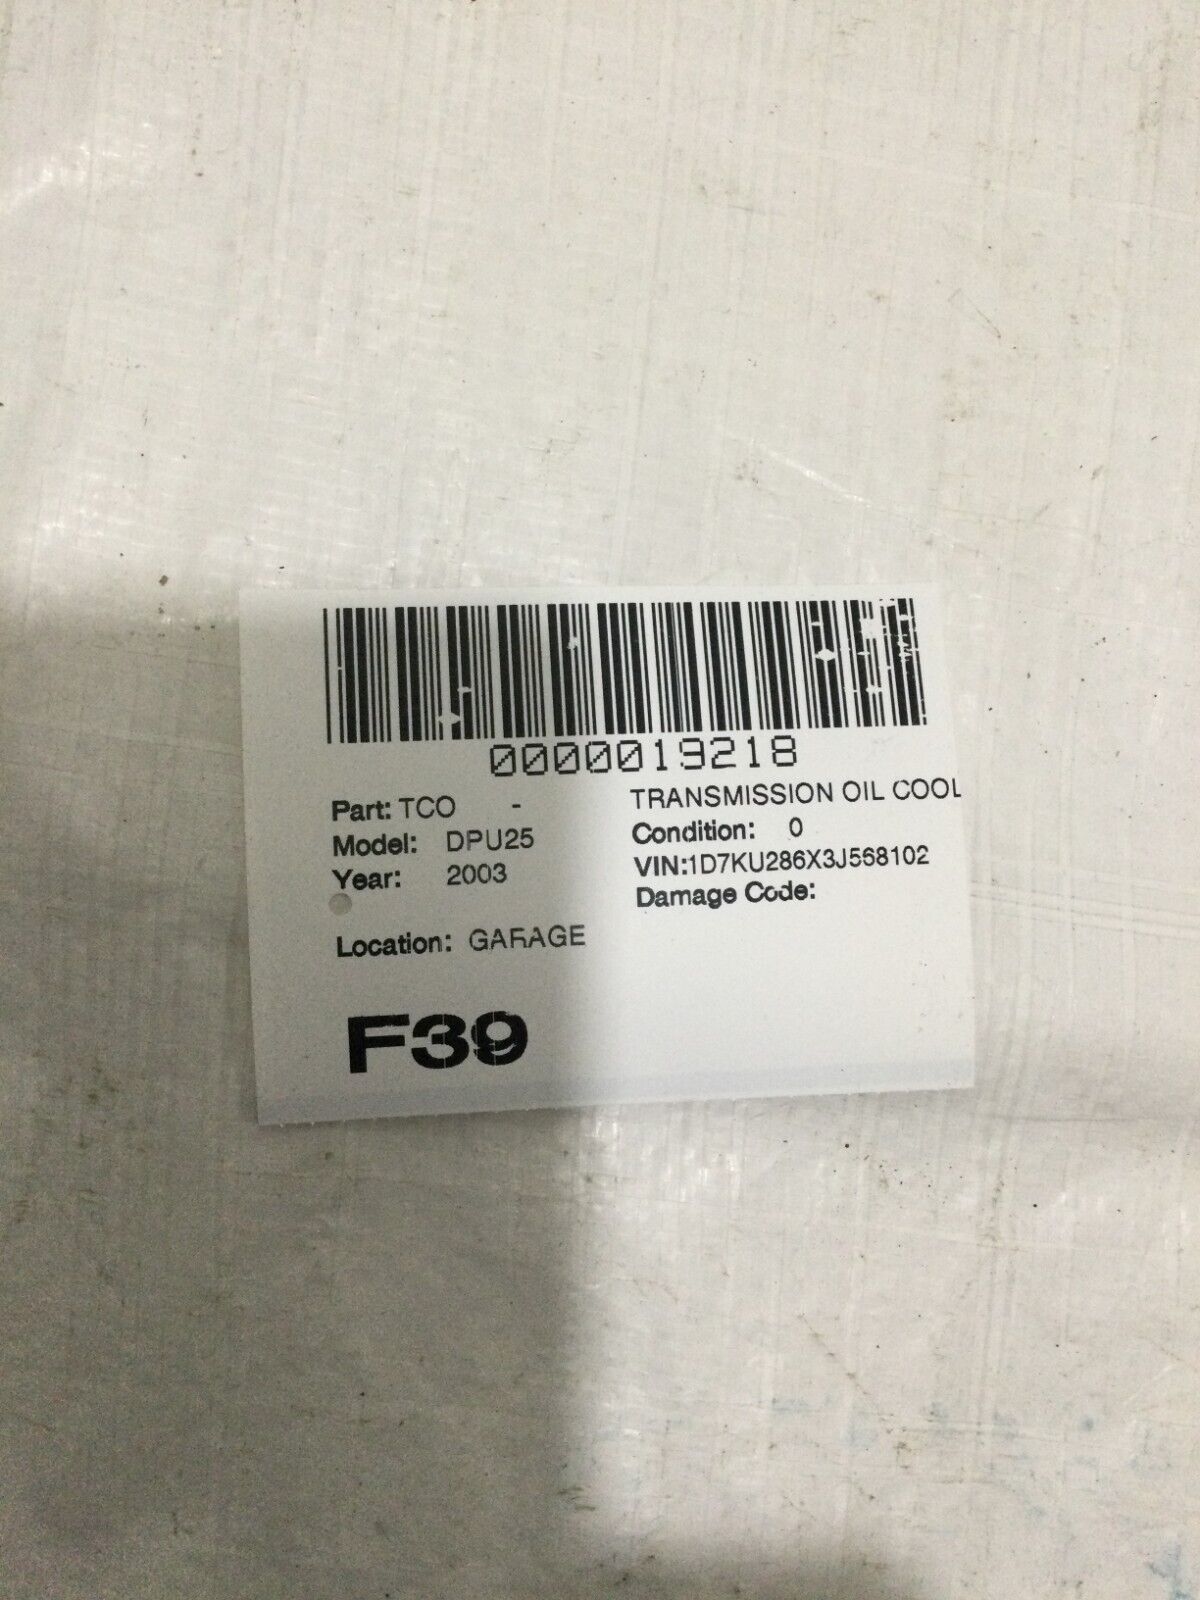 0000019218
Part: TCO - TRANSMISSION OIL COOL
Model: DPU25 Condition: 0
Year: 2003 VIN:1D7KU286X3J568102
Damage Code:
Location: GARAGE
F39